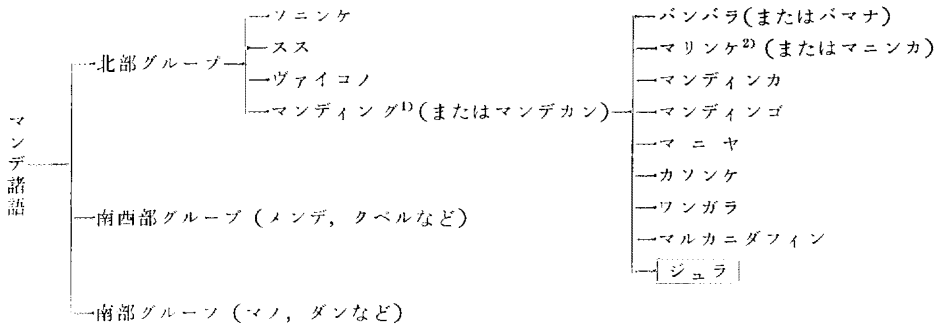 マンデ諸語
北部グループ
ソニンケ
スス
ヴァイコノ
マンディング1)(またはマンデカン)
バンバラ(またはバマナ)
マリンケ2)(またはマニンカ)
マンディンカ
マンディンゴ
マニヤ
カソンケ
ワンガラ
マルカニダフィン
ジュラ
南西部グループ(メンデ,クペルなど)
南部グループ(マノ,ダンなど)